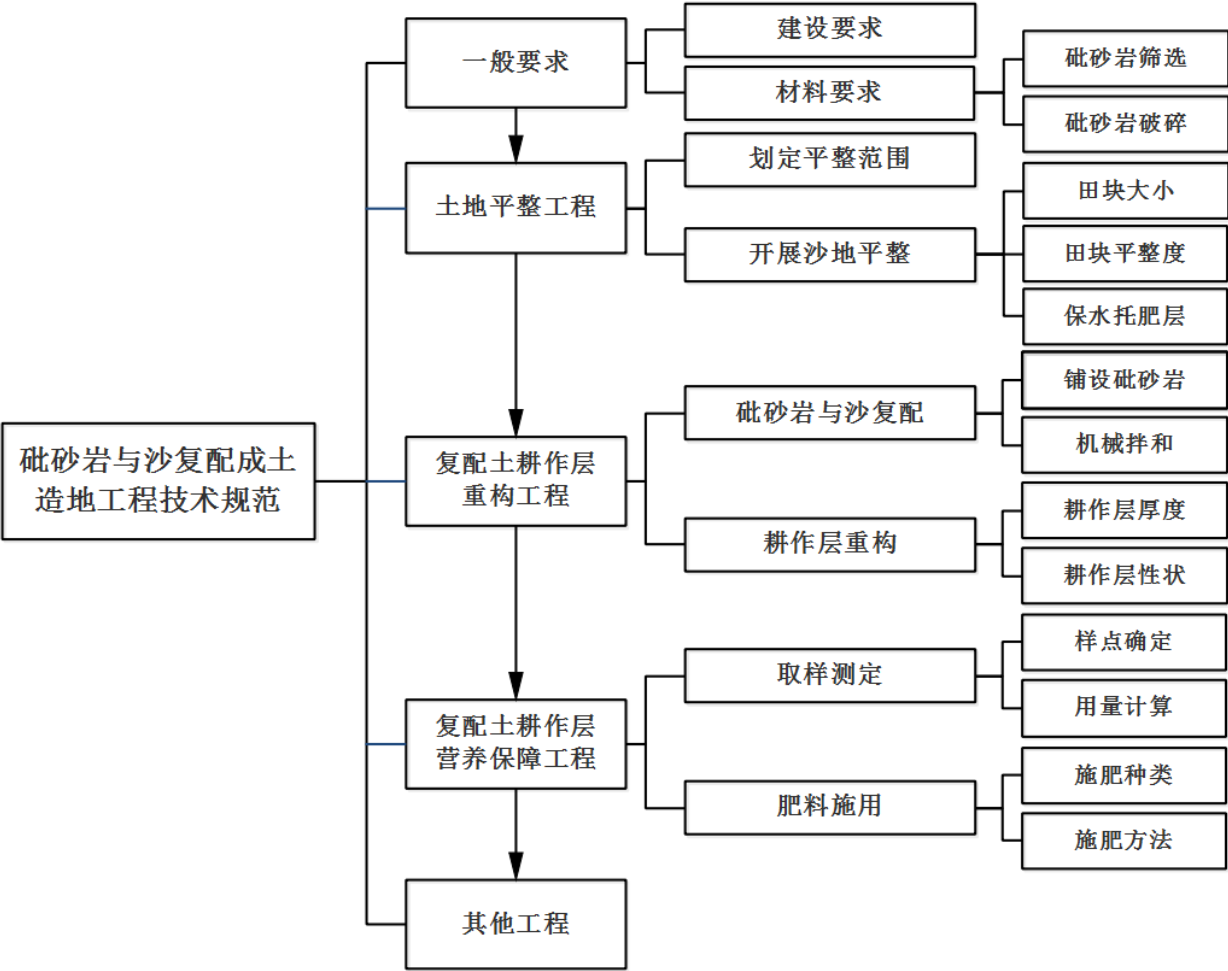 砒砂岩与沙复配成土
造地工程技术规范
一般要求
建设要求
材料要求
砒砂岩筛选
砒砂岩破碎
土地平整工程
划定平整范围
开展沙地平整
田块大小
田块平整度
保水托肥层
复配土耕作层
重构工程
砒砂岩与沙复配
铺设砒砂岩
机械拌和
耕作层重构
耕作层厚度
耕作层性状
复配土耕作层
营养保障工程
取样测定
样点确定
用量计算
肥料施用
施肥种类
施肥方法
其他工程